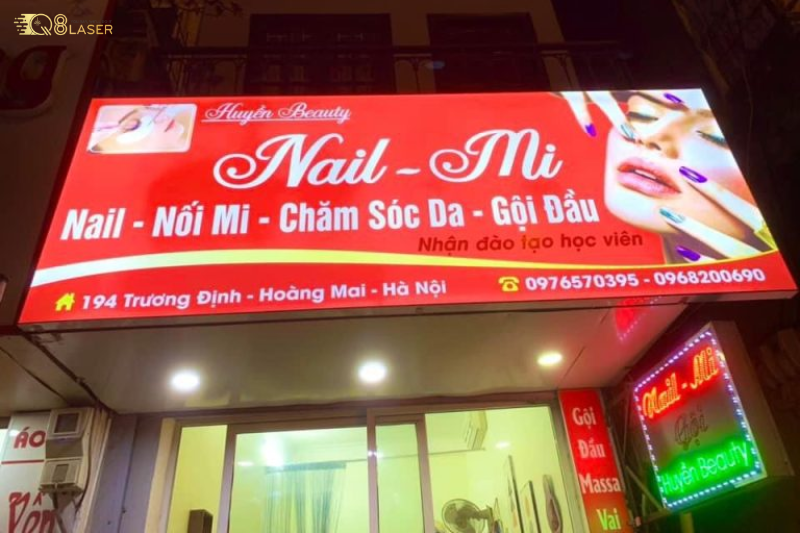 Q8LASER
Huyền Beauty
Nail - Mi
Nail - Nối Mi - Chăm Sóc Da - Gội Đầu
Nhận đào tạo học viên
194 Trương Định - Hoàng Mai - Hà Nội
0976570395 - 0968200690
Nail - Mi
Gội
Huyền Beauty
Gội
Đầu
Massa
Vai
ÁO